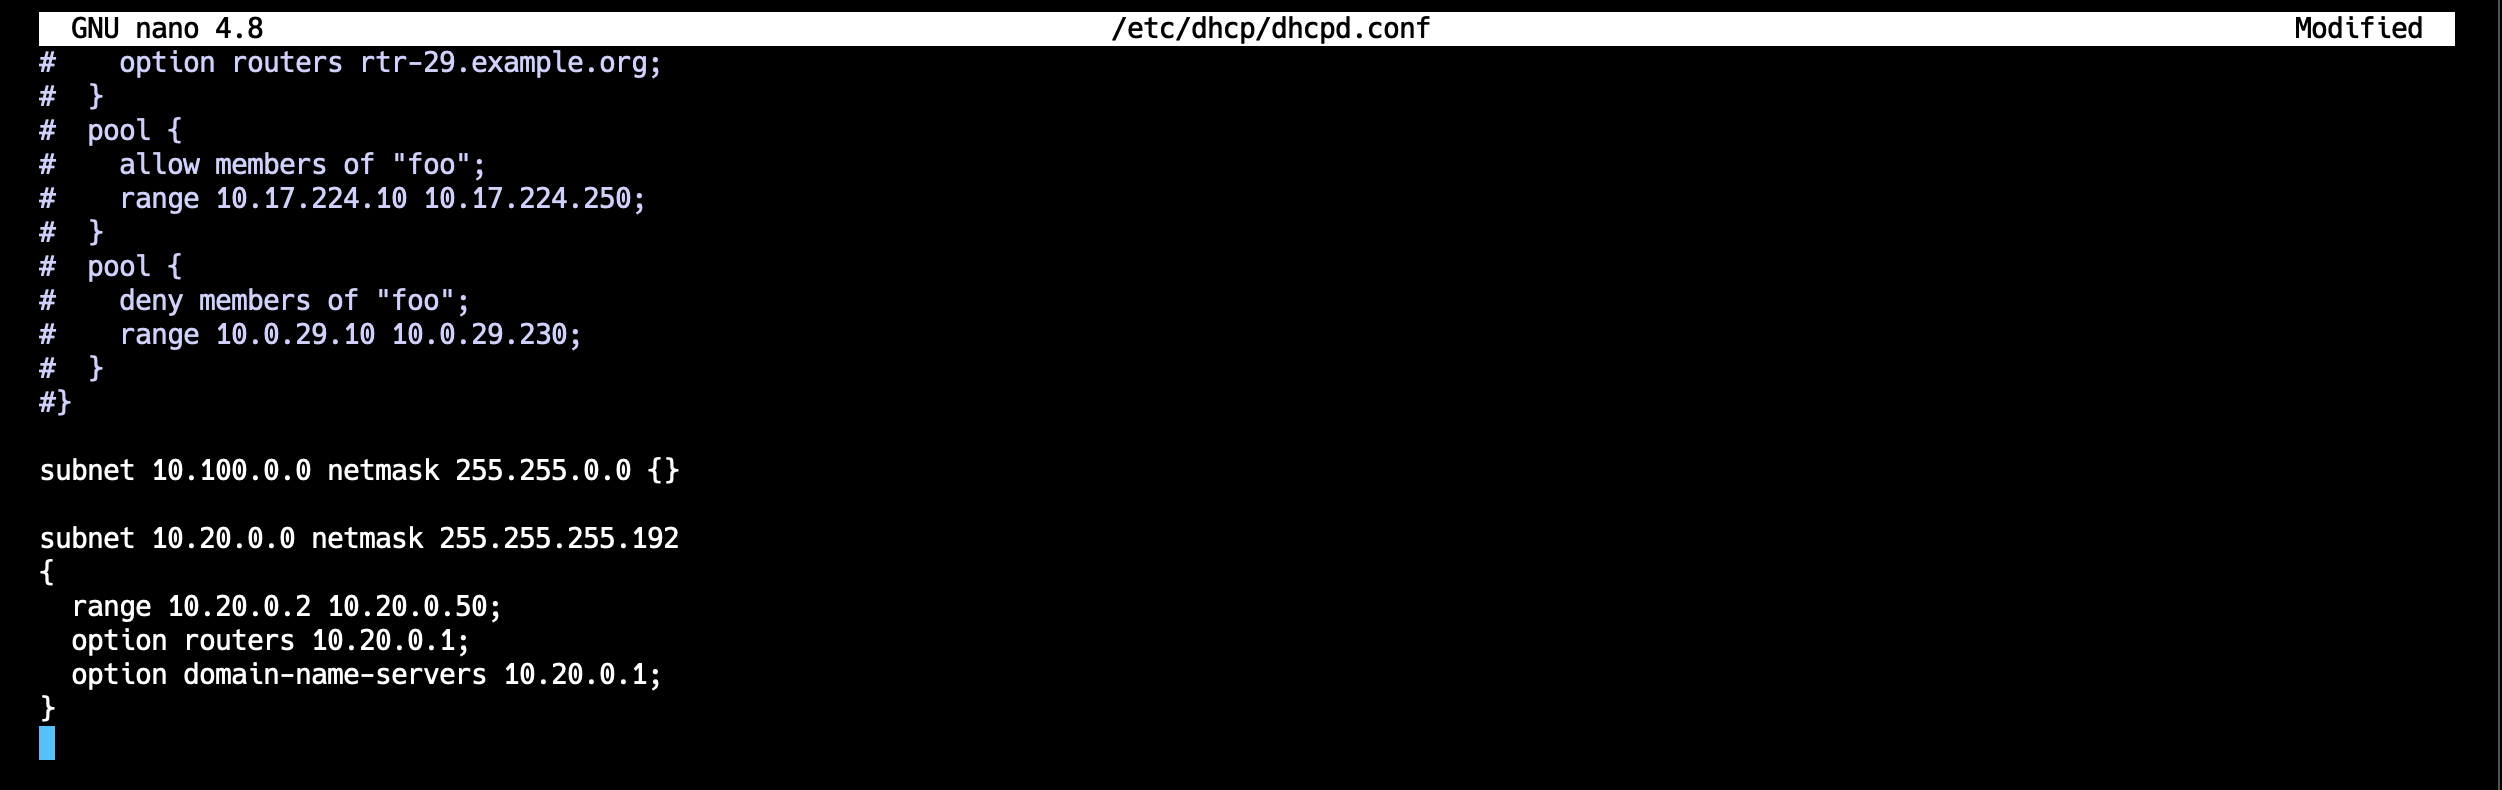 GNU nano 4.8 /etc/dhcp/dhcpd.conf Modified
#    option routers rtr-29.example.org;
#  }
#  pool {
#    allow members of "foo";
#    range 10.17.224.10 10.17.224.250;
#  }
#  pool {
#    deny members of "foo";
#    range 10.0.29.10 10.0.29.230;
#  }
#}
subnet 10.100.0.0 netmask 255.255.0.0 {}
subnet 10.20.0.0 netmask 255.255.255.192
{
  range 10.20.0.2 10.20.0.50;
  option routers 10.20.0.1;
  option domain-name-servers 10.20.0.1;
}